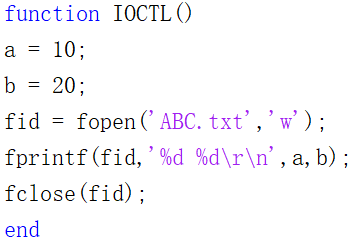 function IOCTL()
a = 10;
b = 20;
fid = fopen('ABC.txt','w');
fprintf(fid,'%d %d\r\n',a,b);
fclose(fid);
end